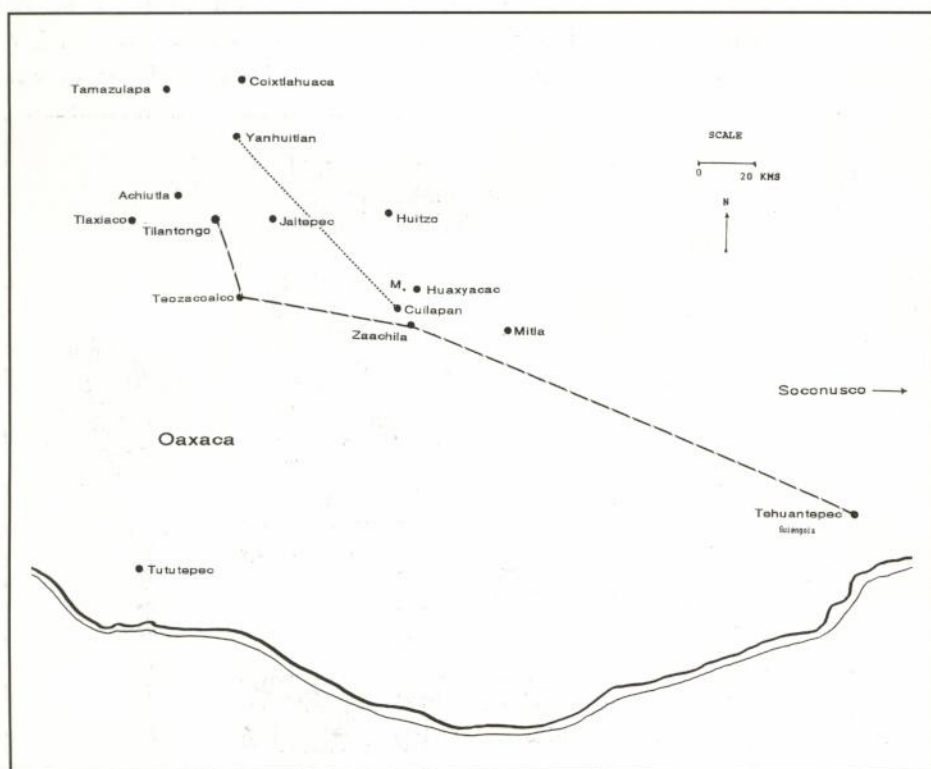 Coixtlahuaca
Tamazulapa
Yanhuitlan
SCALE
0 20 KMS
N
Achiutla
Tlaxiaco
Tilantongo
Jaltepec
Huitzo
M.
Huaxyacac
Teozacoalco
Cuilapan
Zaachila
Mitla
Soconusco
Oaxaca
Tehuantepec
Guiengola
Tututepec